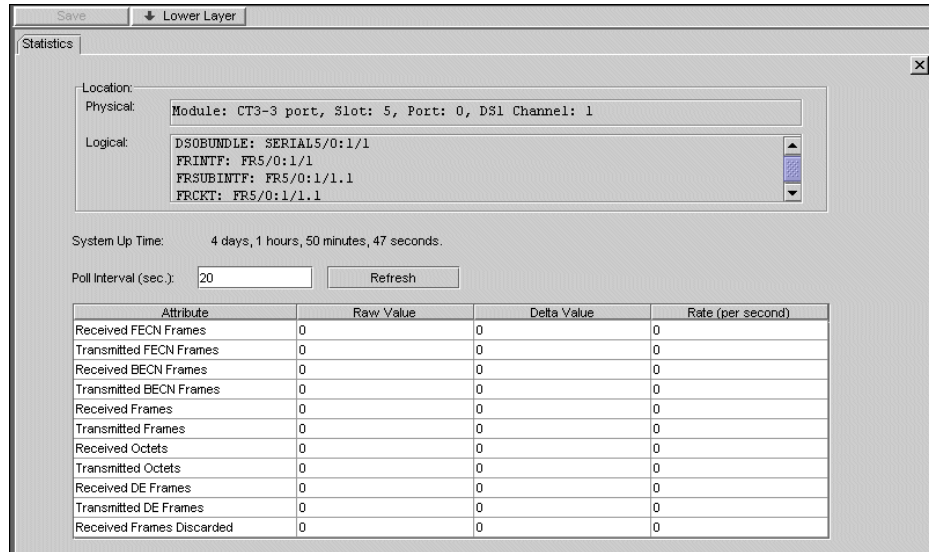 Save Lower Layer
Statistics
Location:
Physical: Module: CT3-3 port, Slot: 5, Port: 0, DS1 Channel: 1
Logical: DSOBUNDLE: SERIAL5/0:1/1
FRINTF: FR5/0:1/1
FRSUBINTF: FR5/0:1/1.1
FRCKT: FR5/0:1/1.1
System Up Time: 4 days, 1 hours, 50 minutes, 47 seconds.
Poll Interval (sec.): 20 Refresh
Attribute Raw Value Delta Value Rate (per second)
Received FECN Frames 0 0 0
Transmitted FECN Frames 0 0 0
Received BECN Frames 0 0 0
Transmitted BECN Frames 0 0 0
Received Frames 0 0 0
Transmitted Frames 0 0 0
Received Octets 0 0 0
Transmitted Octets 0 0 0
Received DE Frames 0 0 0
Transmitted DE Frames 0 0 0
Received Frames Discarded 0 0 0